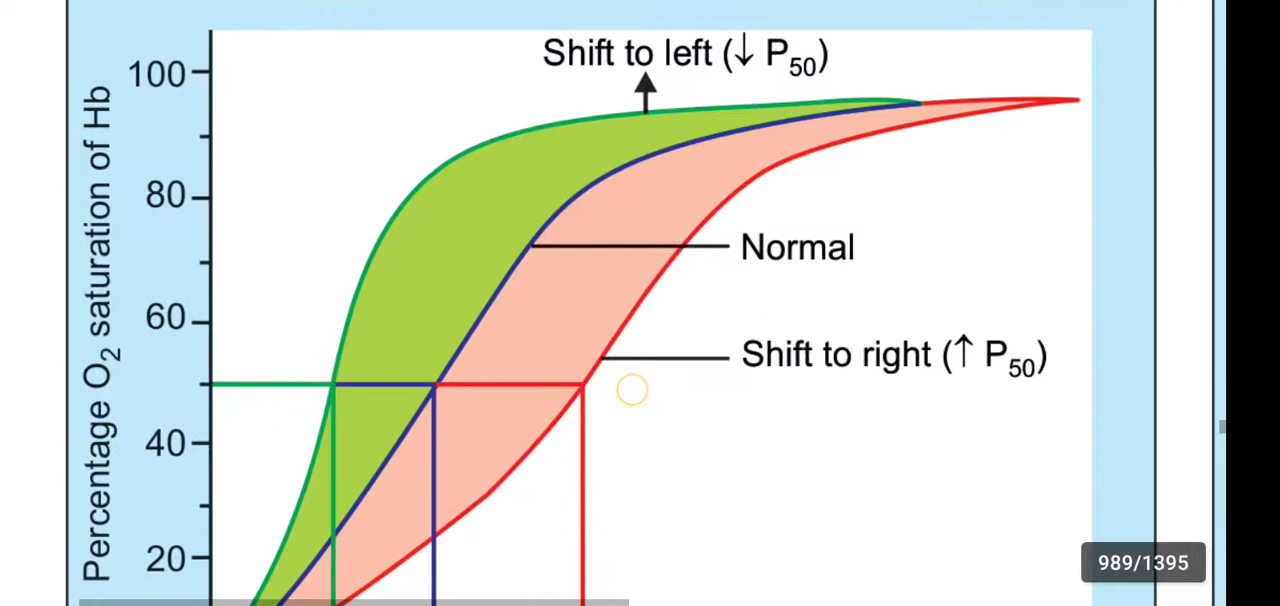 Shift to left (↓ P50)
100
80
Normal
60
Shift to right (↑ P50)
40
20
Percentage O2 saturation of Hb
989/1395